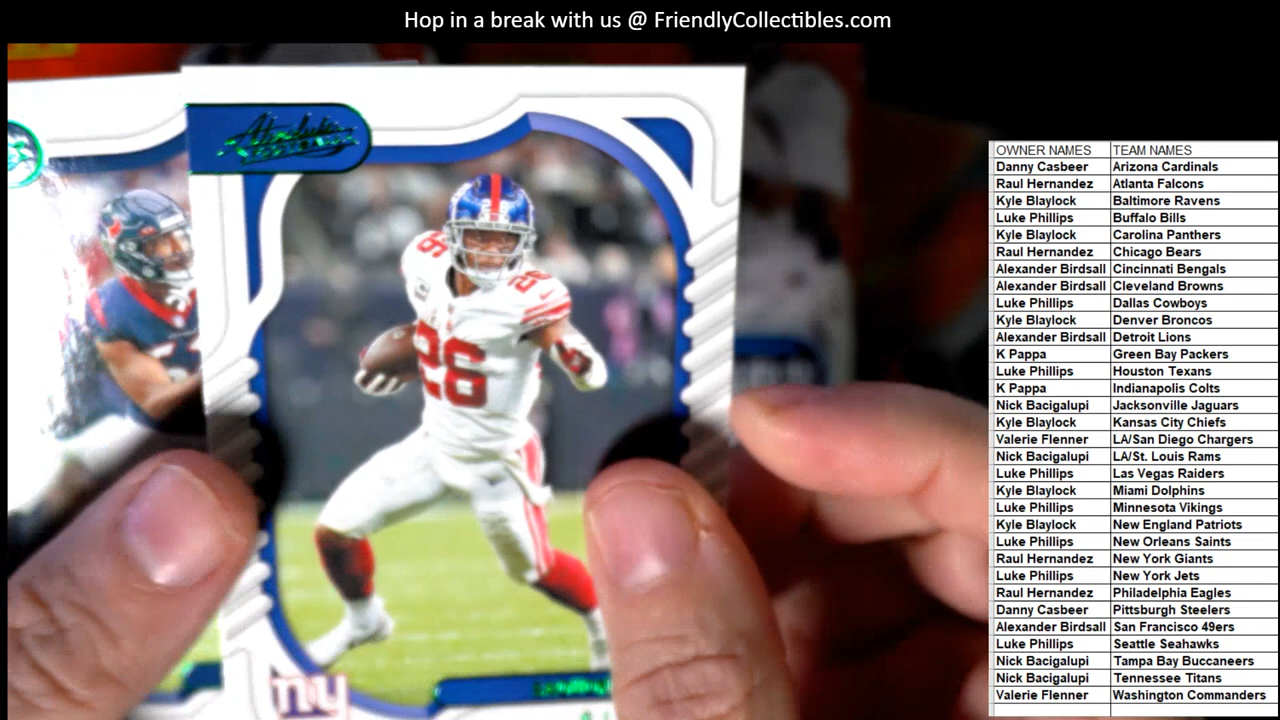 Hop in a break with us @ FriendlyCollectibles.com
Absolute
26
26
26
ny
OWNER NAMES TEAM NAMES
Danny Casbeer Arizona Cardinals
Raul Hernandez Atlanta Falcons
Kyle Blaylock Baltimore Ravens
Luke Phillips Buffalo Bills
Kyle Blaylock Carolina Panthers
Raul Hernandez Chicago Bears
Alexander Birdsall Cincinnati Bengals
Alexander Birdsall Cleveland Browns
Luke Phillips Dallas Cowboys
Kyle Blaylock Denver Broncos
Alexander Birdsall Detroit Lions
K Pappa Green Bay Packers
Luke Phillips Houston Texans
K Pappa Indianapolis Colts
Nick Bacigalupi Jacksonville Jaguars
Kyle Blaylock Kansas City Chiefs
Valerie Flenner LA/San Diego Chargers
Nick Bacigalupi LA/St. Louis Rams
Luke Phillips Las Vegas Raiders
Kyle Blaylock Miami Dolphins
Luke Phillips Minnesota Vikings
Kyle Blaylock New England Patriots
Luke Phillips New Orleans Saints
Raul Hernandez New York Giants
Luke Phillips New York Jets
Raul Hernandez Philadelphia Eagles
Danny Casbeer Pittsburgh Steelers
Alexander Birdsall San Francisco 49ers
Luke Phillips Seattle Seahawks
Nick Bacigalupi Tampa Bay Buccaneers
Nick Bacigalupi Tennessee Titans
Valerie Flenner Washington Commanders